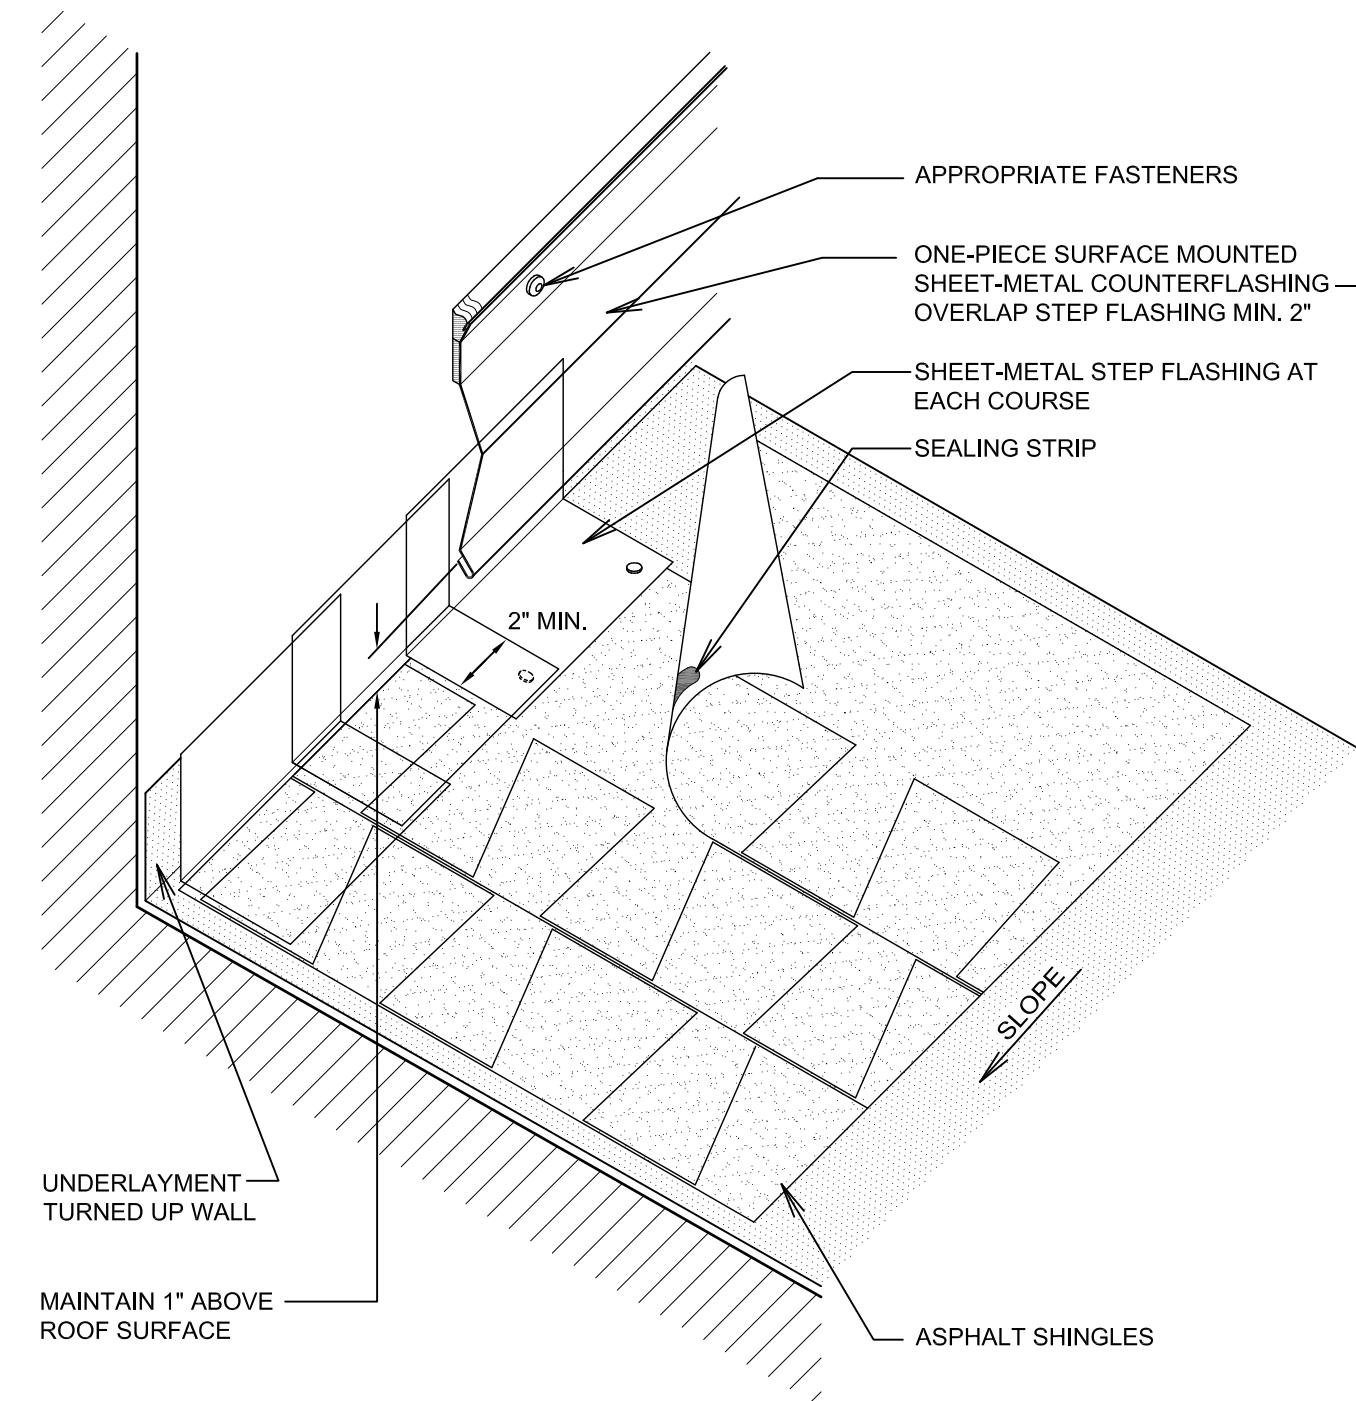 APPROPRIATE FASTENERS
ONE-PIECE SURFACE MOUNTED
SHEET-METAL COUNTERFLASHING
OVERLAP STEP FLASHING MIN. 2"
SHEET-METAL STEP FLASHING AT
EACH COURSE
SEALING STRIP
2" MIN.
SLOPE
UNDERLAYMENT
TURNED UP WALL
MAINTAIN 1" ABOVE
ROOF SURFACE
ASPHALT SHINGLES